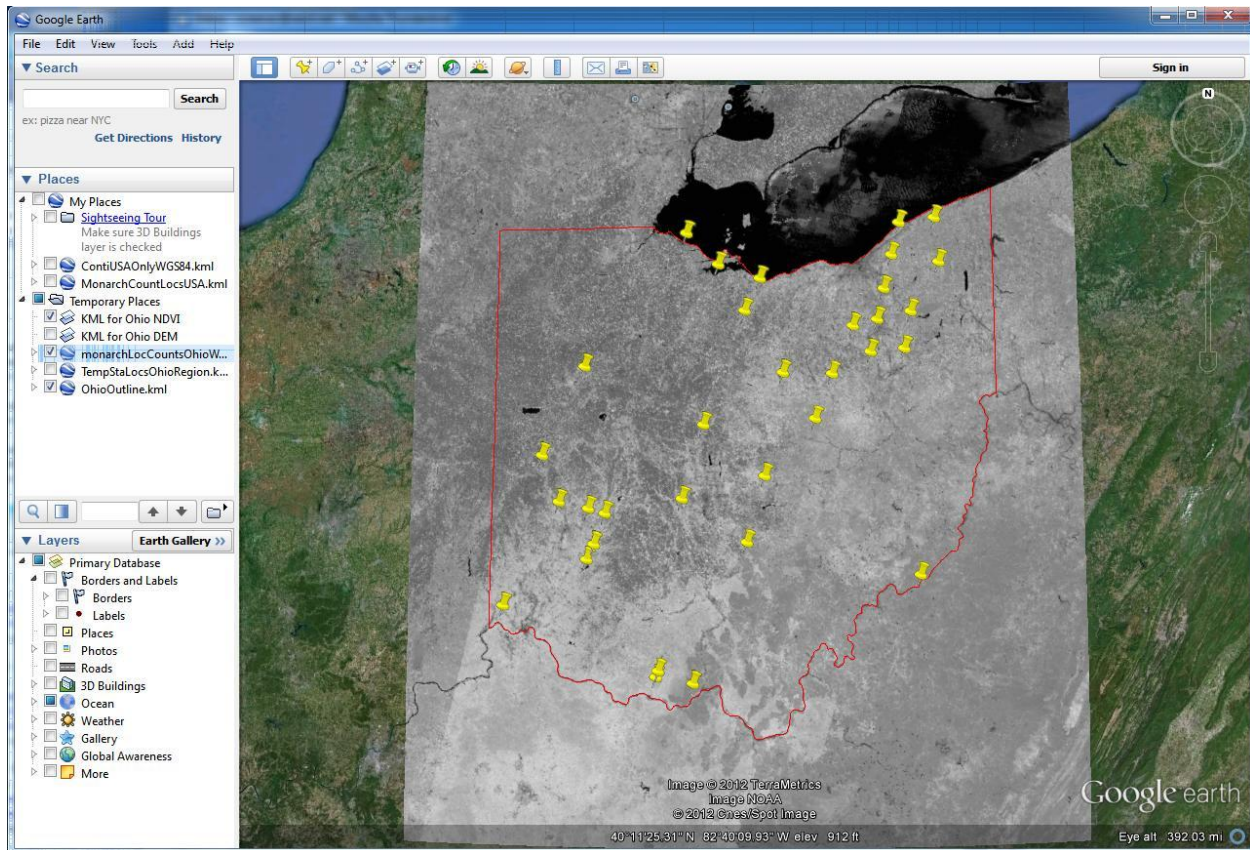 Google Earth
File Edit View Tools Add Help
Search
Sign in
Search
ex: pizza near NYC
Get Directions History
Places
My Places
Sightseeing Tour
Make sure 3D Buildings
layer is checked
ContiUSAOnlyWGS84.kml
MonarchCountLocsUSA.kml
Temporary Places
KML for Ohio NDVI
KML for Ohio DEM
monarchLocCountsOhioW...
TempStaLocsOhioRegion.k...
OhioOutline.kml
Layers
Earth Gallery >>
Primary Database
Borders and Labels
Borders
Labels
Places
Photos
Roads
3D Buildings
Ocean
Weather
Gallery
Global Awareness
More
N
Image © 2012 TerraMetrics
Image NOAA
© 2012 Cnes/Spot Image
Google earth
40°11'25.31" N 82°40'09.93" W elev 912 ft
Eye alt 392.03 mi